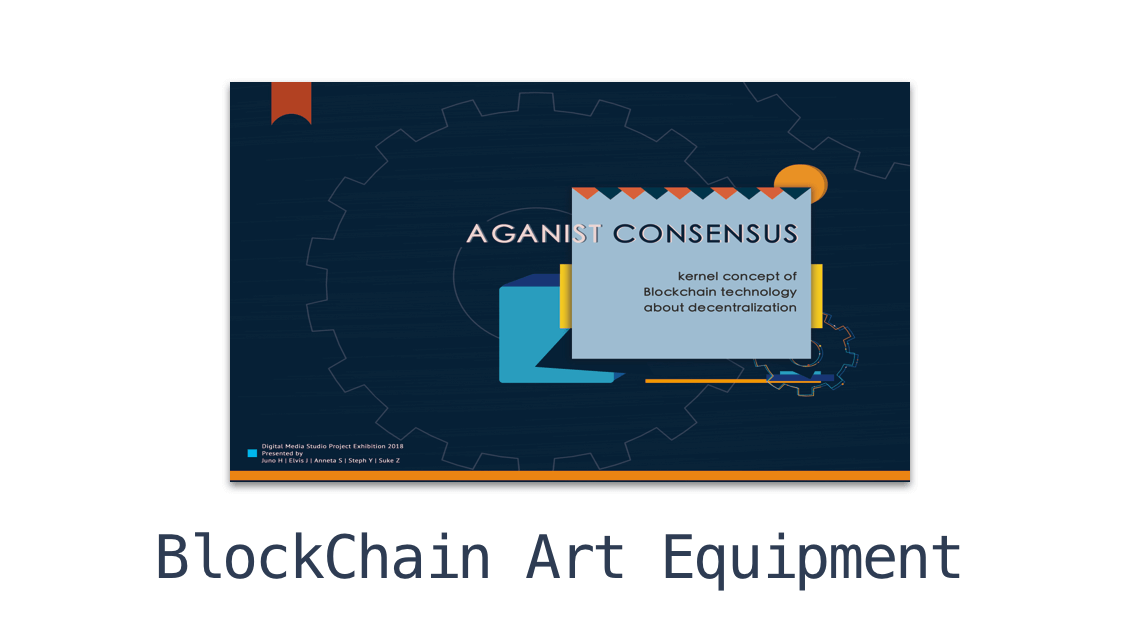 AGANIST CONSENSUS
kernel concept of
Blockchain technology
about decentralization
Digital Media Studio Project Exhibition 2018
Presented by
Juno H | Elvis J | Anneta S | Steph Y | Suke Z
BlockChain Art Equipment